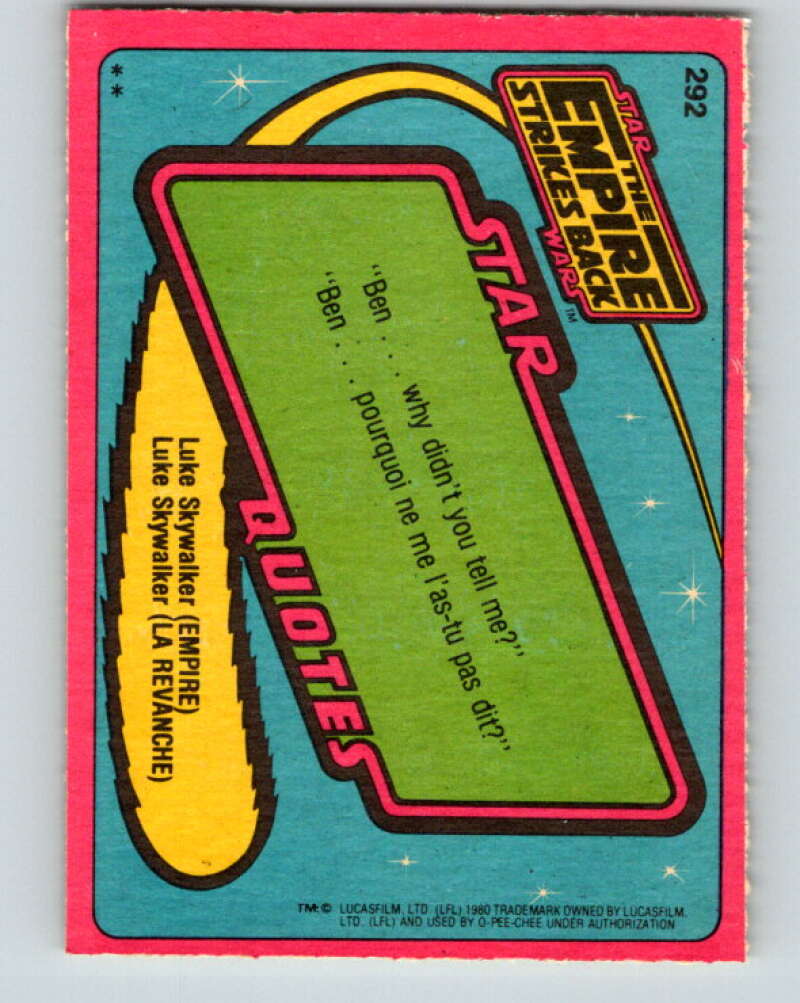 292
**
STAR
THE
EMPIRE
STRIKES BACK
WARS
TM
STAR
"Ben . . . why didn't you tell me?"
"Ben . . . pourquoi ne me l'as-tu pas dit?"
QUOTES
Luke Skywalker (EMPIRE)
Luke Skywalker (LA REVANCHE)
TM: © LUCASFILM, LTD. (LFL) 1980 TRADEMARK OWNED BY LUCASFILM,
LTD. (LFL) AND USED BY O-PEE-CHEE UNDER AUTHORIZATION